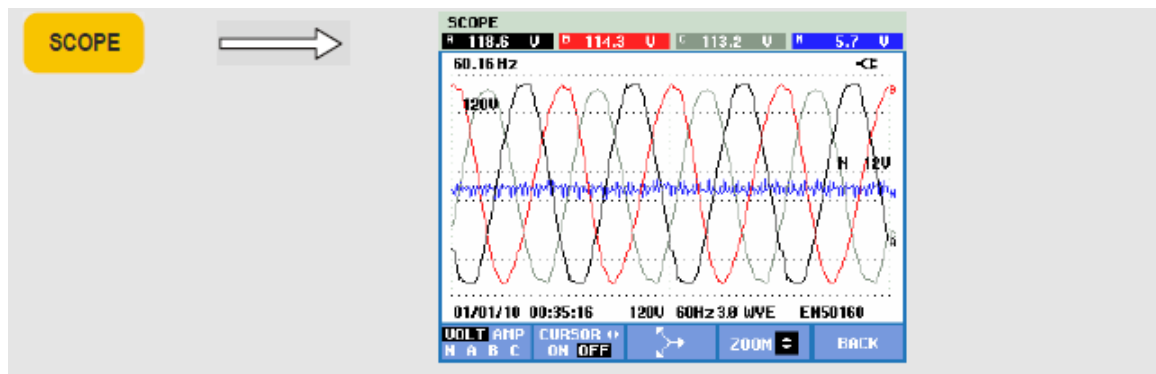 SCOPE
SCOPE
A 118.6 V B 114.3 V C 113.2 V N 5.7 V
60.16 Hz
B
120V
N 12V
N
A
01/01/10 00:35:16 120V 60Hz 3.0 WYE EN50160
VOLT AMP CURSOR ZOOM BACK
N A B C ON OFF